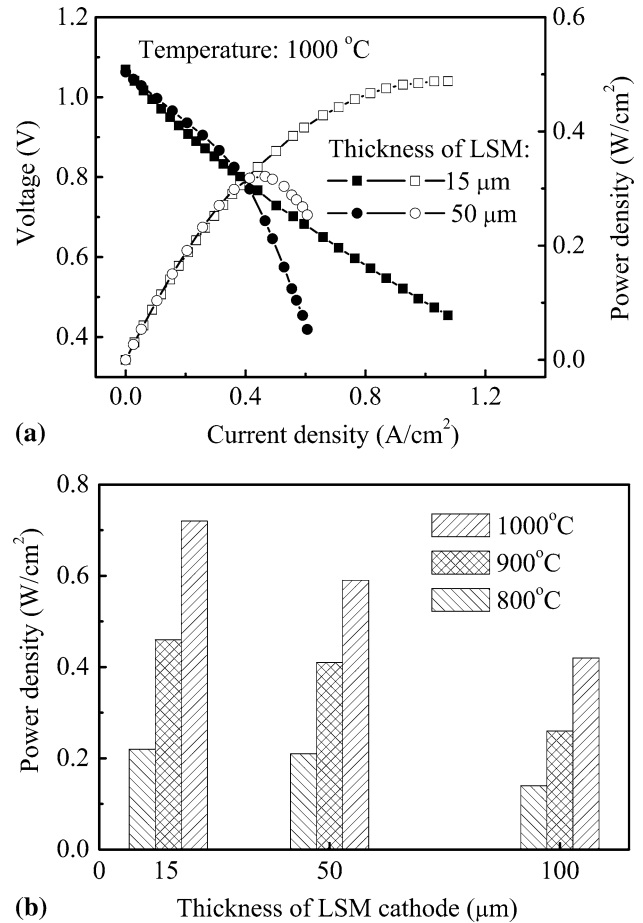 1.2
1.0
0.8
0.6
0.4
Voltage (V)
Temperature: 1000 °C
Thickness of LSM:
15 μm
50 μm
0.6
0.4
0.2
0.0
Power density (W/cm²)
0.0 0.4 0.8 1.2
(a) Current density (A/cm²)
0.8
0.6
0.4
0.2
0.0
Power density (W/cm²)
1000°C
900°C
800°C
0 15 50 100
(b) Thickness of LSM cathode (μm)